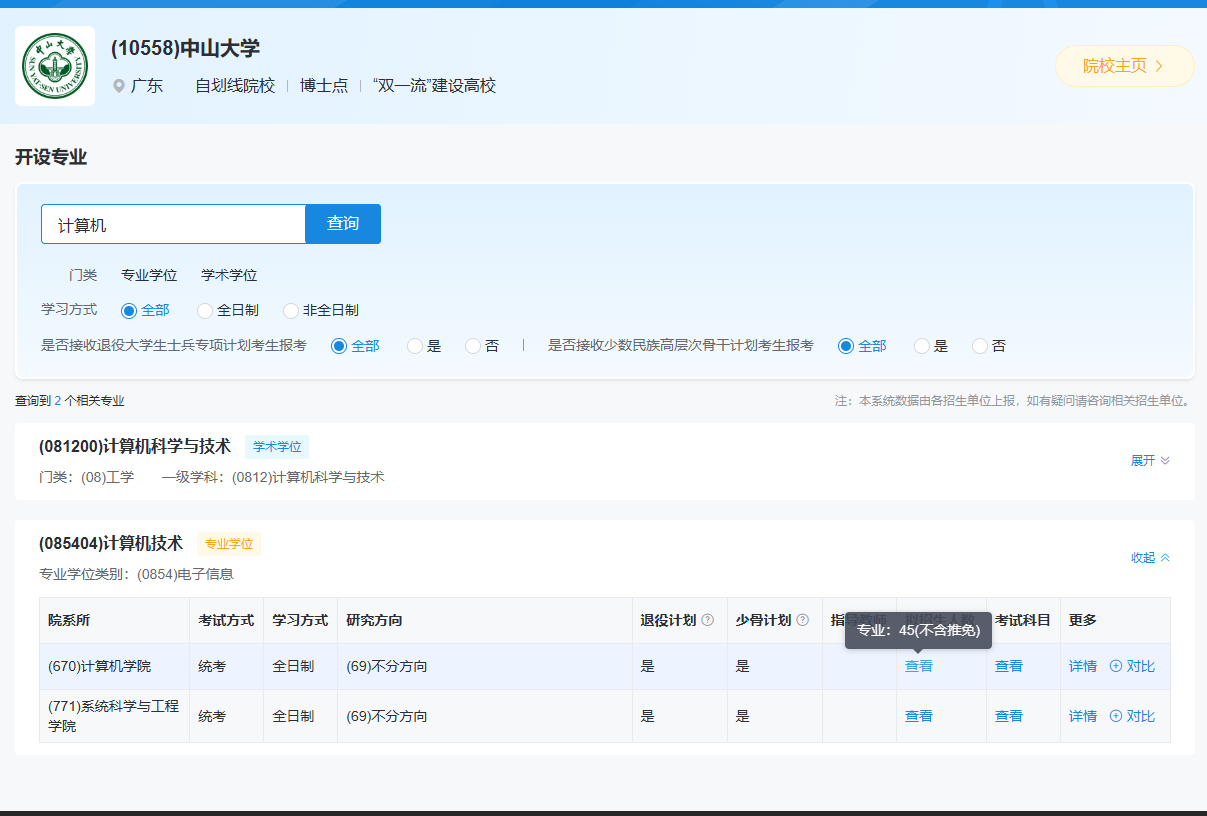 中山大学
SUN YAT-SEN UNIVERSITY
(10558)中山大学
广东 自划线院校 博士点 “双一流”建设高校
院校主页
开设专业
计算机 查询
门类 专业学位 学术学位
学习方式 全部 全日制 非全日制
是否接收退役大学生士兵专项计划考生报考 全部 是 否 是否接收少数民族高层次骨干计划考生报考 全部 是 否
查询到 2 个相关专业 注：本系统数据由各招生单位上报，如有疑问请咨询相关招生单位。
(081200)计算机科学与技术 学术学位
门类：(08)工学 一级学科：(0812)计算机科学与技术
展开
(085404)计算机技术 专业学位
专业学位类别：(0854)电子信息
收起
院系所 考试方式 学习方式 研究方向 退役计划 少骨计划 指导教师 拟招生人数 考试科目 更多
专业：45(不含推免)
(670)计算机学院 统考 全日制 (69)不分方向 是 是 查看 查看 详情 对比
(771)系统科学与工程学院 统考 全日制 (69)不分方向 是 是 查看 查看 详情 对比